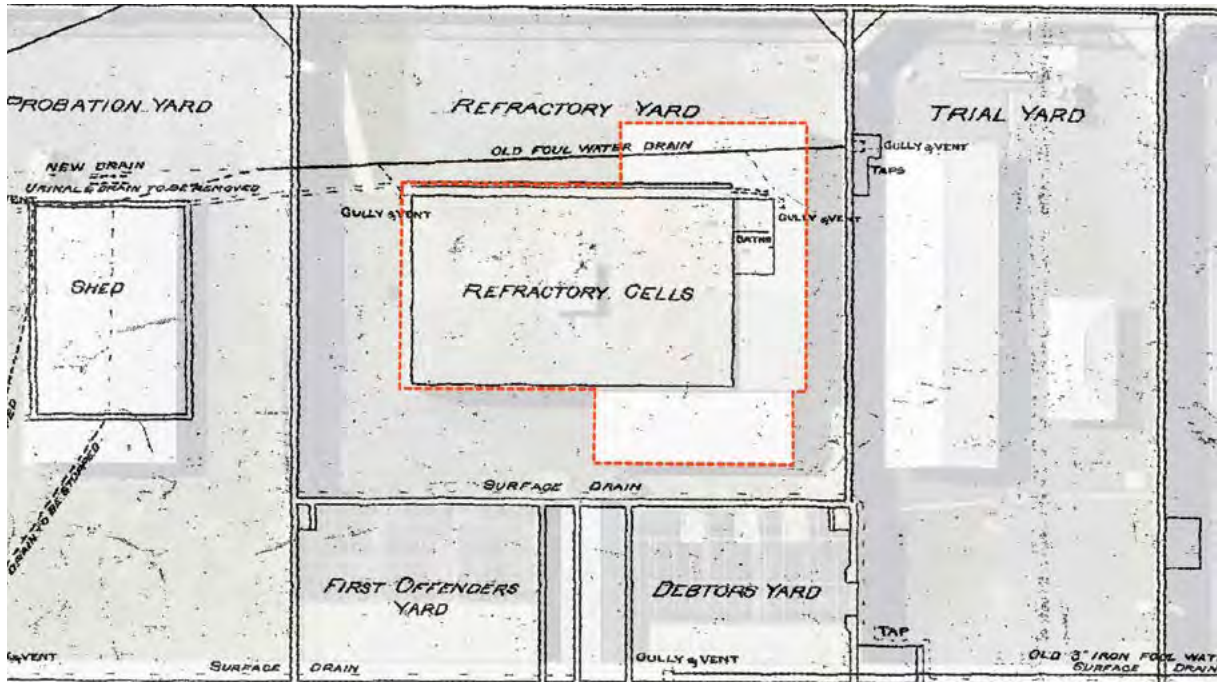 PROBATION YARD
REFRACTORY YARD
TRIAL YARD
NEW DRAIN
OLD FOUL WATER DRAIN
GULLY & VENT
TAPS
URINAL & DRAIN TO BE REMOVED
VENT
GULLY & VENT
GULLY & VENT
BATHS
SHED
REFRACTORY CELLS
DRAIN TO BE STOPPED
SURFACE DRAIN
FIRST OFFENDERS
YARD
DEBTORS YARD
TAP
& VENT
SURFACE DRAIN
GULLY & VENT
OLD 3" IRON FOUL WAT
SURFACE DRAIN